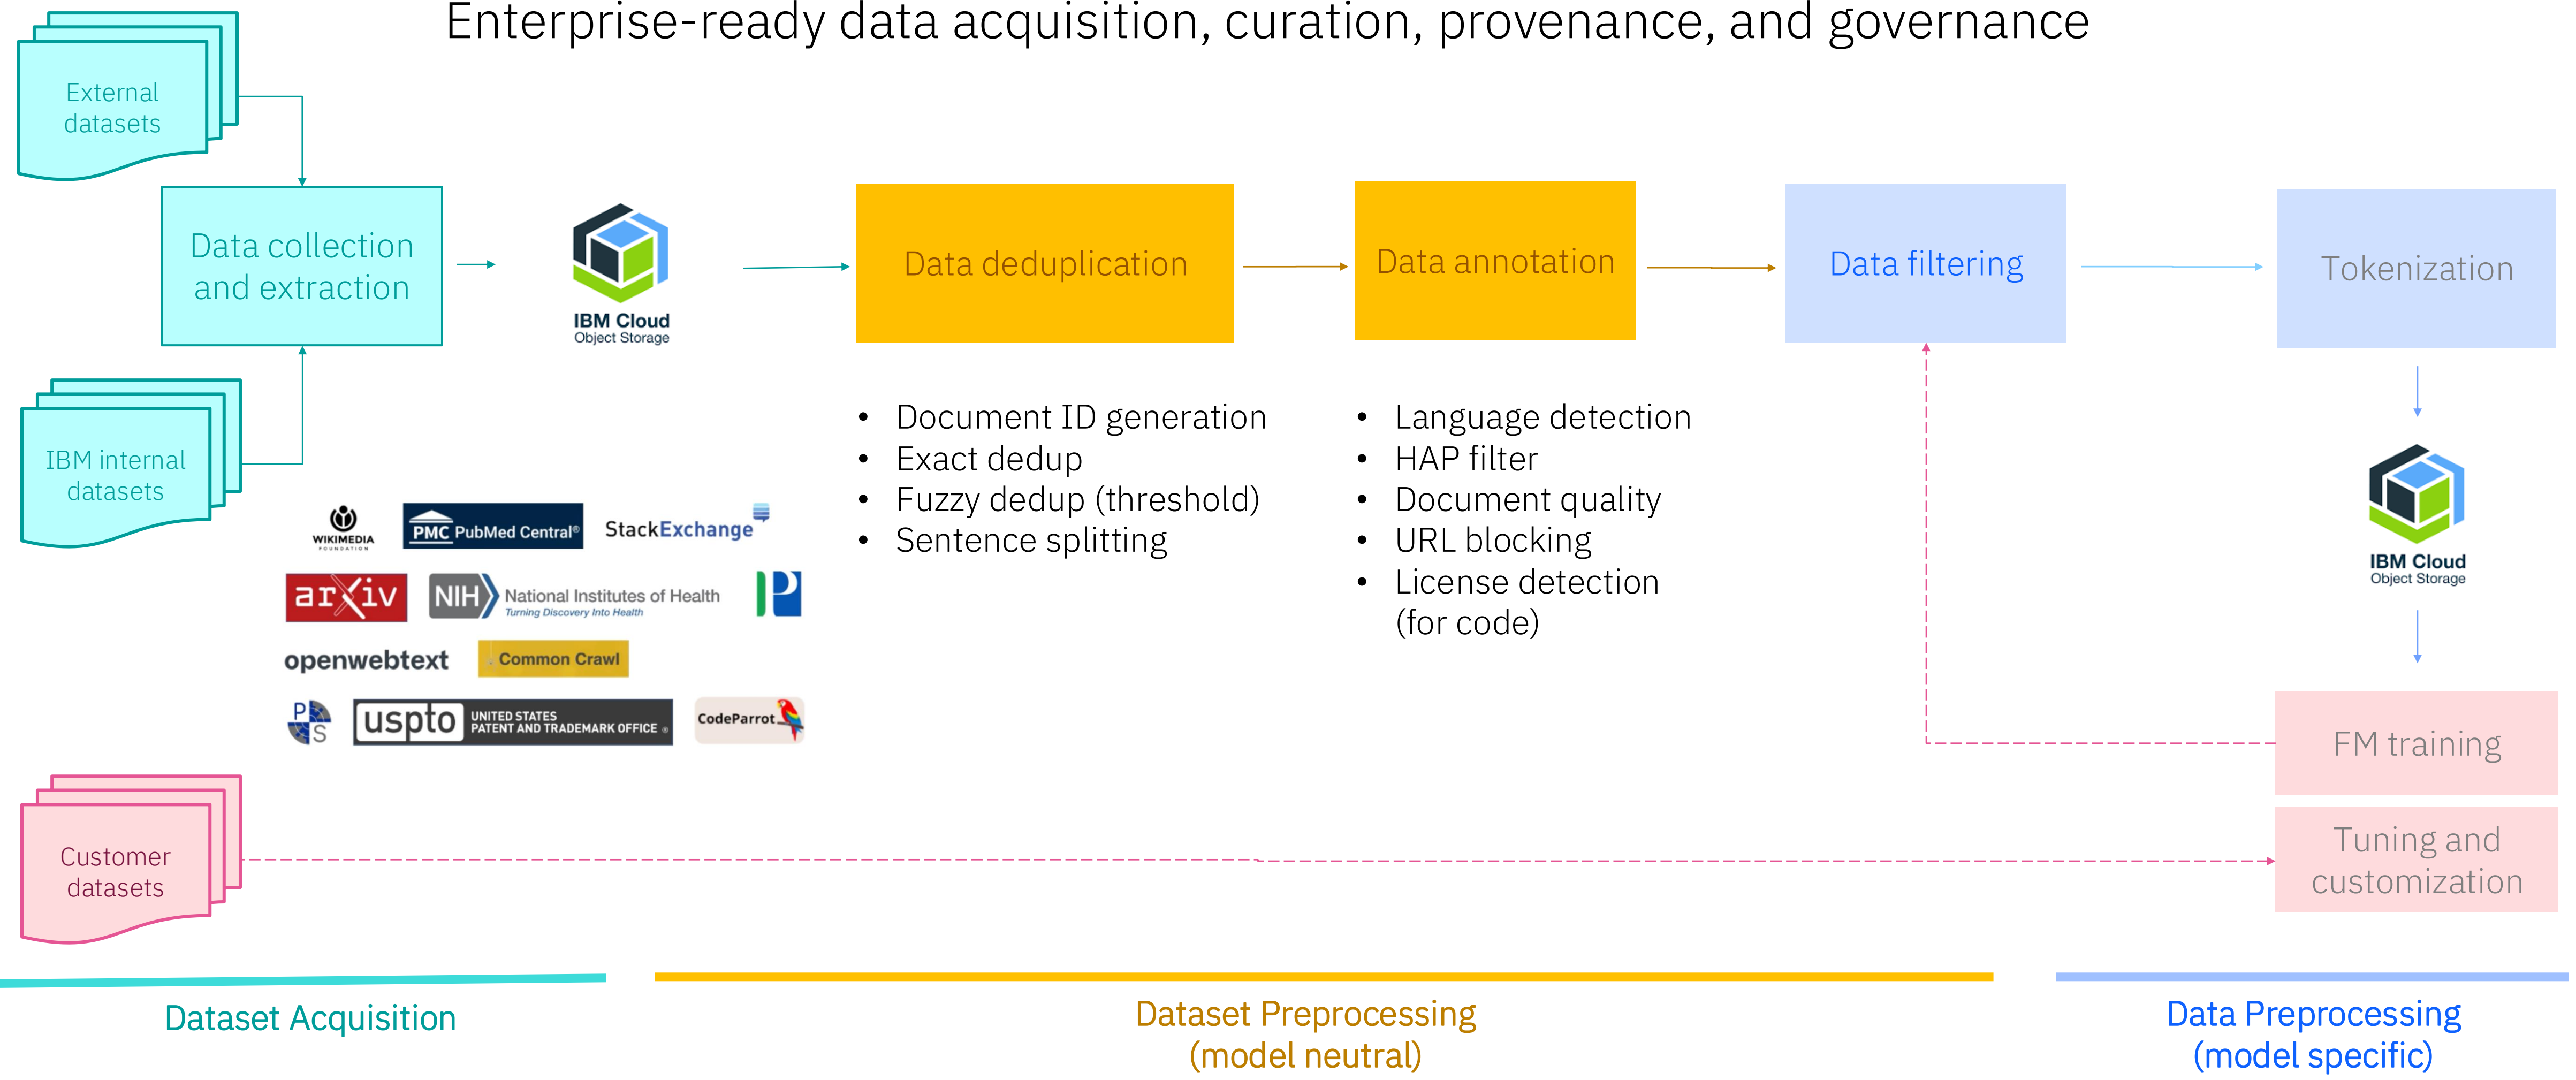 Enterprise-ready data acquisition, curation, provenance, and governance
External
datasets
Data collection
and extraction
IBM Cloud
Object Storage
Data deduplication
Data annotation
Data filtering
Tokenization
IBM internal
datasets
WIKIMEDIA
FOUNDATION
PMC PubMed Central®
StackExchange
arXiv
NIH National Institutes of Health
Turning Discovery Into Health
P
openwebtext
Common Crawl
P
S
uspto UNITED STATES
PATENT AND TRADEMARK OFFICE ®
CodeParrot
• Document ID generation
• Exact dedup
• Fuzzy dedup (threshold)
• Sentence splitting
• Language detection
• HAP filter
• Document quality
• URL blocking
• License detection
(for code)
IBM Cloud
Object Storage
FM training
Customer
datasets
Tuning and
customization
Dataset Acquisition
Dataset Preprocessing
(model neutral)
Data Preprocessing
(model specific)